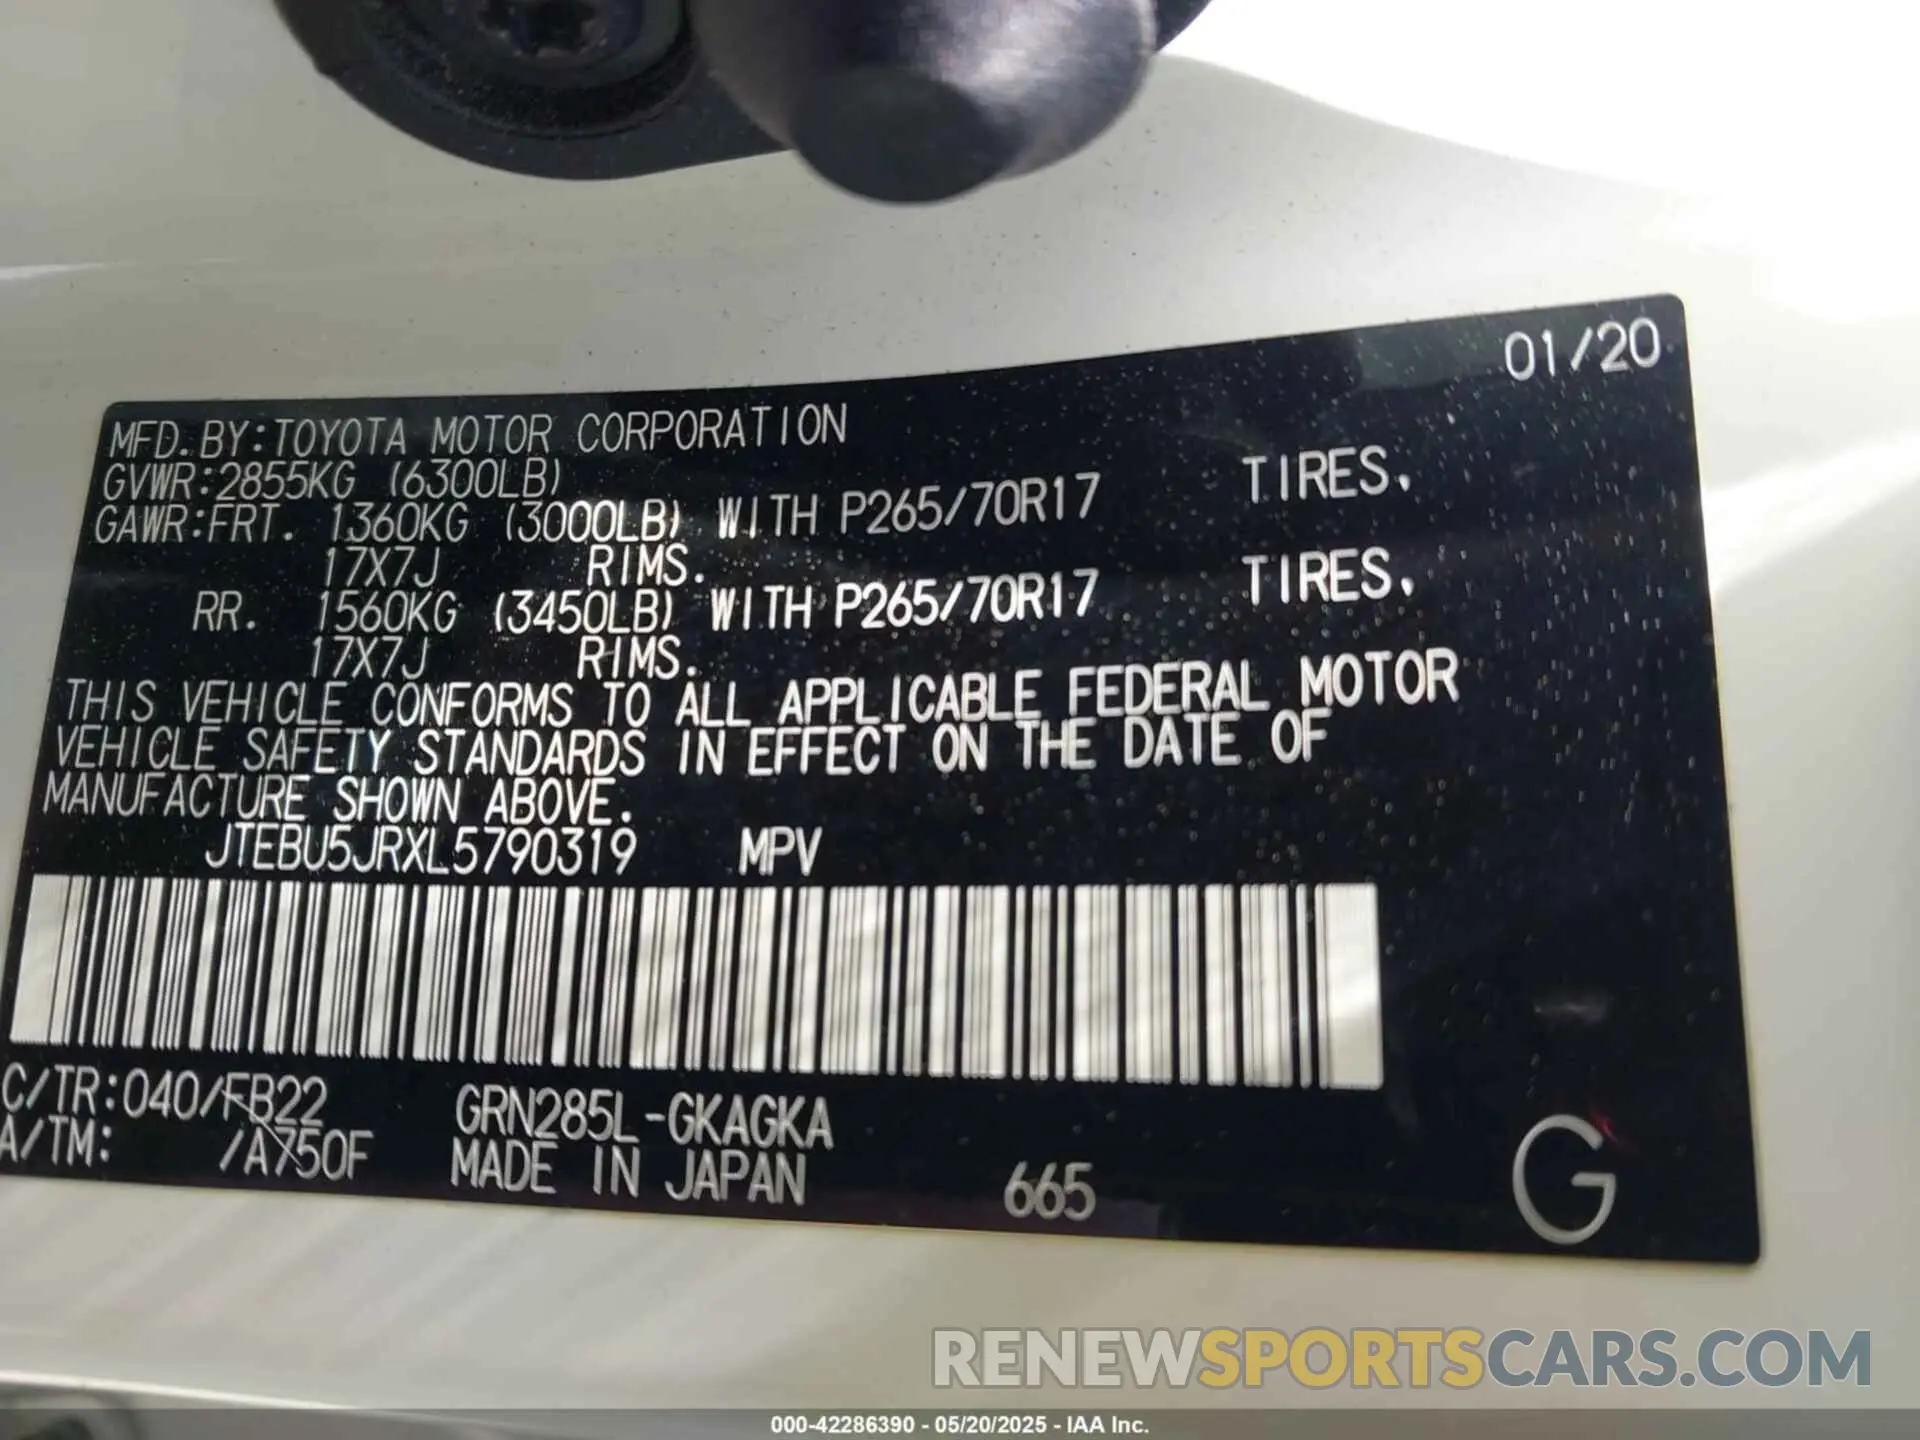 01/20
MFD.BY:TOYOTA MOTOR CORPORATION
GVWR:2855KG (6300LB)
GAWR:FRT. 1360KG (3000LB) WITH P265/70R17 TIRES,
17X7J RIMS.
RR. 1560KG (3450LB) WITH P265/70R17 TIRES,
17X7J RIMS.
THIS VEHICLE CONFORMS TO ALL APPLICABLE FEDERAL MOTOR
VEHICLE SAFETY STANDARDS IN EFFECT ON THE DATE OF
MANUFACTURE SHOWN ABOVE.
JTEBU5JRXL5790319 MPV
C/TR:040/FB22 GRN285L-GKAGKA
A/TM: /A750F MADE IN JAPAN 665 G
RENEWSPORTSCARS.COM
000-42286390 - 05/20/2025 - IAA Inc.